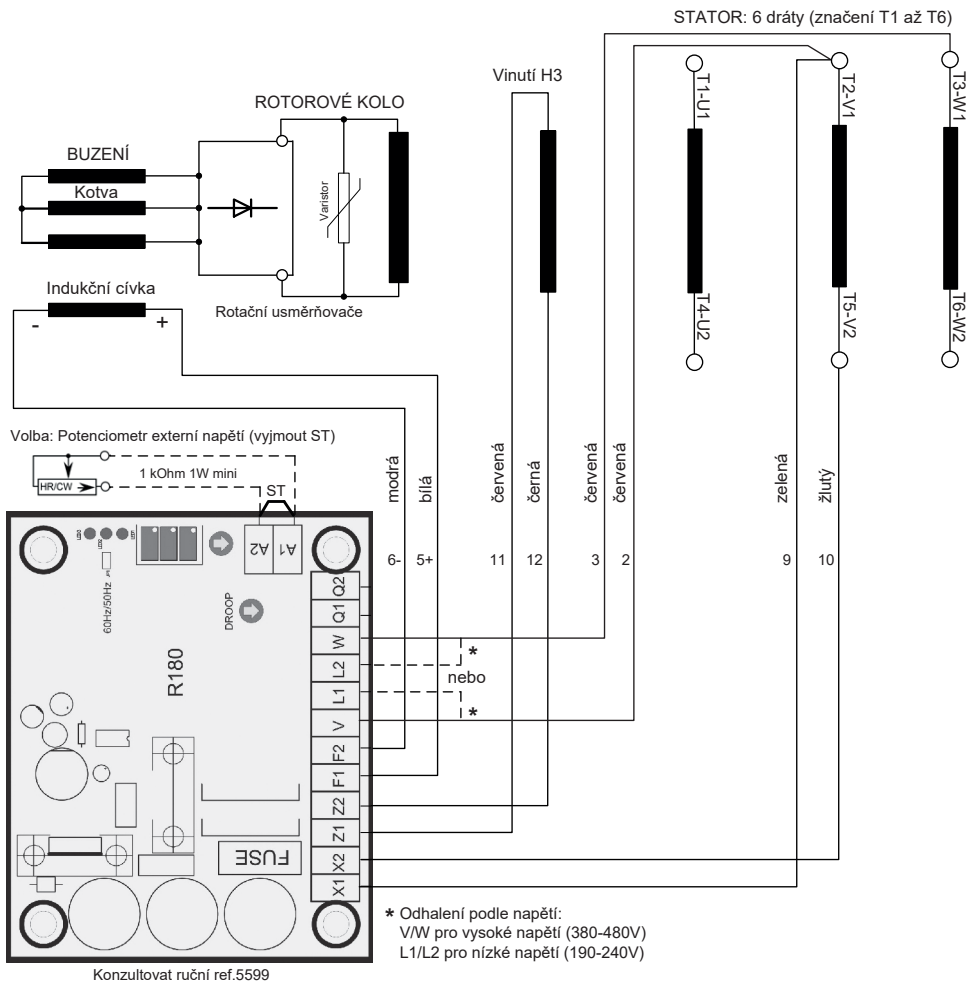 STATOR: 6 dráty (značení T1 až T6)
Vinutí H3
ROTOROVÉ KOLO
BUZENÍ
Kotva
Varistor
T1-U1
T2-V1
T3-W1
T4-U2
T5-V2
T6-W2
Indukční cívka
- +
Rotační usměrňovače
Volba: Potenciometr externí napětí (vyjmout ST)
HR/CW
1 kOhm 1W mini
ST
modrá
bílá
červená
černá
červená
červená
zelená
žlutý
6-
5+
11
12
3
2
9
10
A2
A1
60Hz/50Hz
DROOP
R180
Q2
Q1
W
L2
L1
V
F2
F1
Z2
Z1
X2
X1
*
nebo
*
FUSE
* Odhalení podle napětí:
V/W pro vysoké napětí (380-480V)
L1/L2 pro nízké napětí (190-240V)
Konzultovat ruční ref.5599